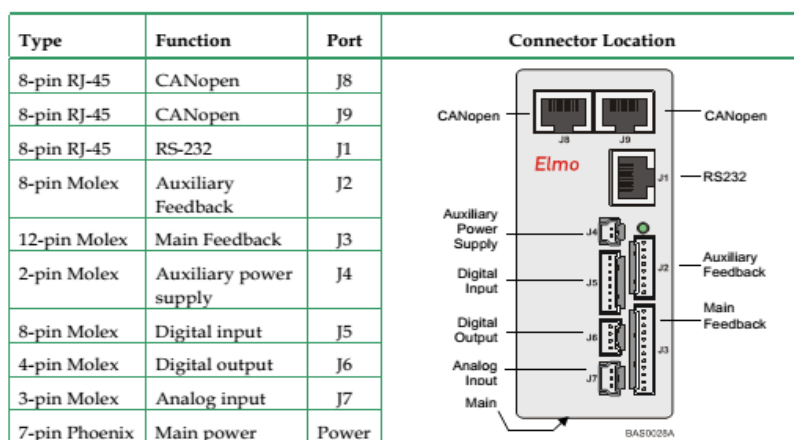 Type Function Port Connector Location
8-pin RJ-45 CANopen J8
8-pin RJ-45 CANopen J9
8-pin RJ-45 RS-232 J1
8-pin Molex Auxiliary Feedback J2
12-pin Molex Main Feedback J3
2-pin Molex Auxiliary power supply J4
8-pin Molex Digital input J5
4-pin Molex Digital output J6
3-pin Molex Analog input J7
7-pin Phoenix Main power Power
CANopen
CANopen
J8 J9
Elmo
J1
RS232
Auxiliary
Power
Supply
J4
Digital
Input
J5
J2
Auxiliary
Feedback
Digital
Output
J6
Main
Feedback
J3
Analog
Input
J7
Main
BAS0028A